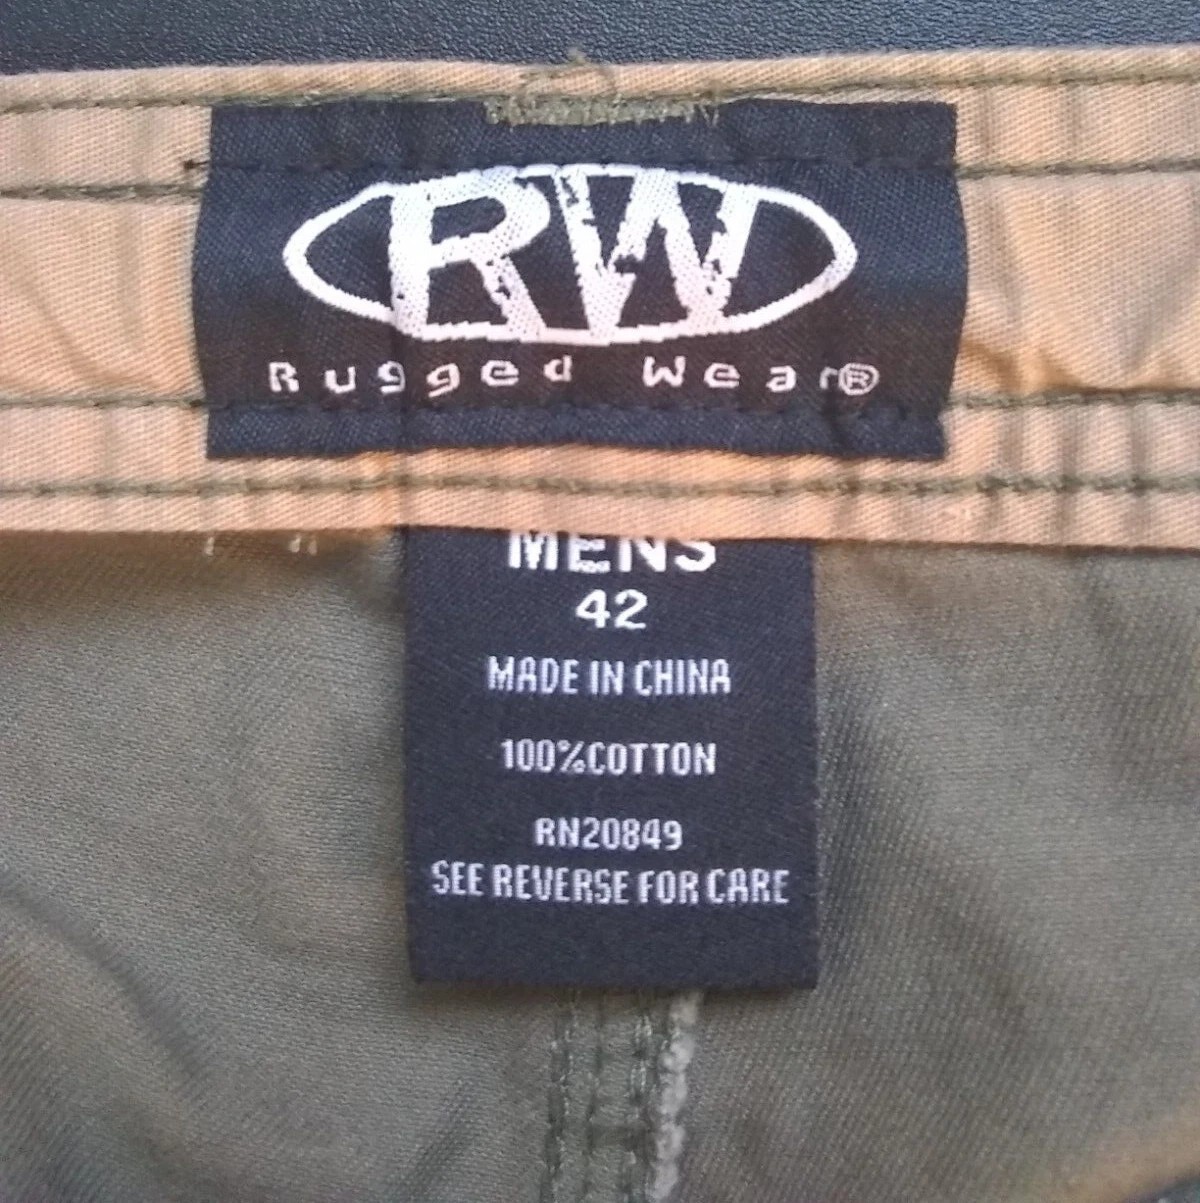 RW
Rugged Wear®
MENS
42
MADE IN CHINA
100%COTTON
RN20849
SEE REVERSE FOR CARE